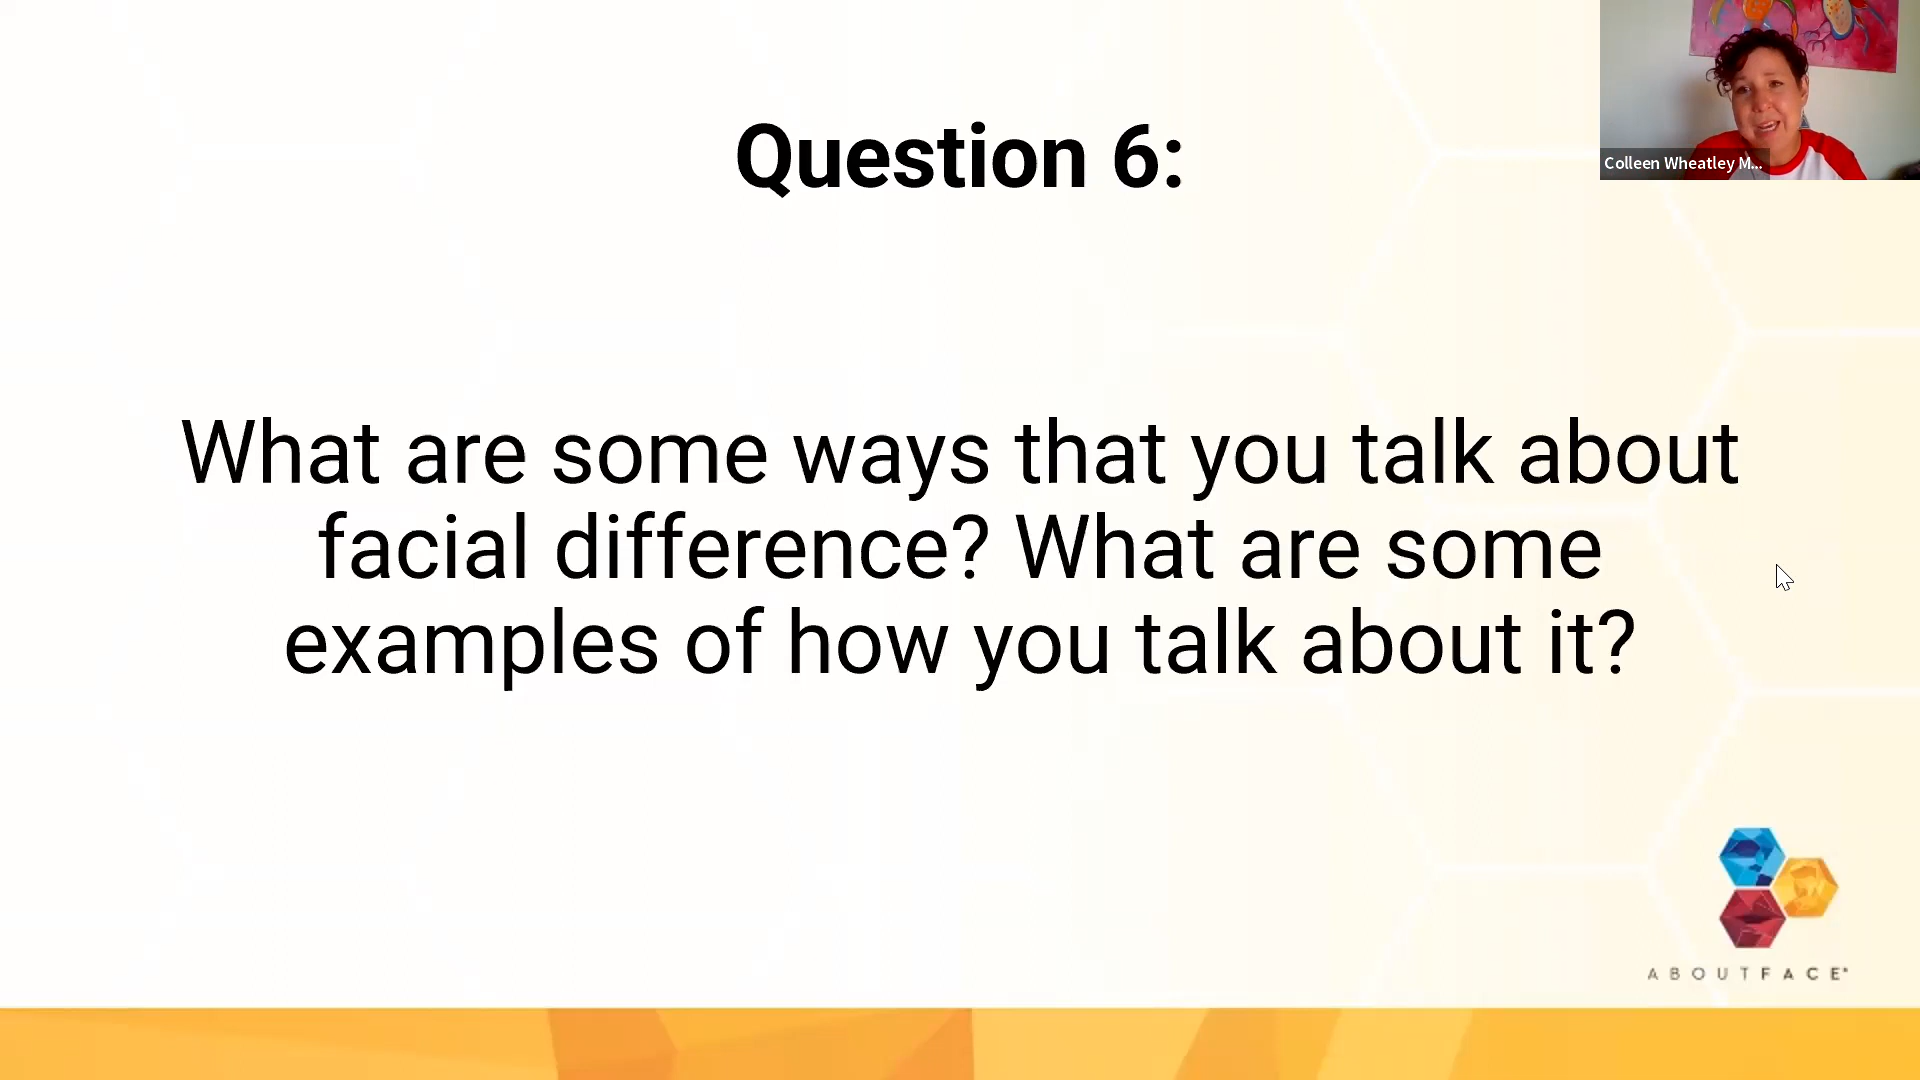 Question 6:
Colleen Wheatley M...
What are some ways that you talk about
facial difference? What are some
examples of how you talk about it?
ABOUTFACE®